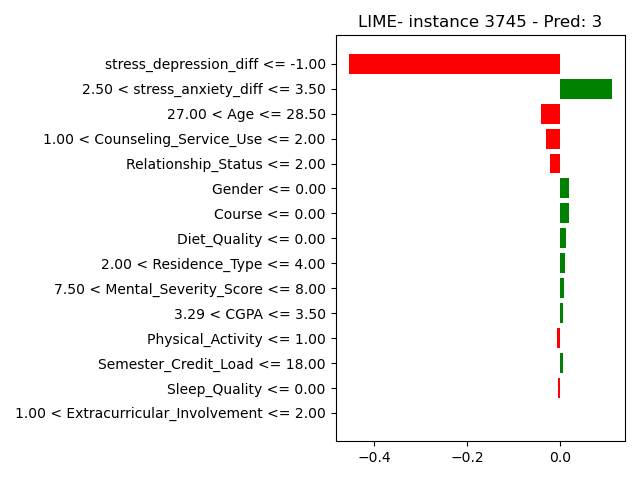 LIME- instance 3745 - Pred: 3
stress_depression_diff <= -1.00
2.50 < stress_anxiety_diff <= 3.50
27.00 < Age <= 28.50
1.00 < Counseling_Service_Use <= 2.00
Relationship_Status <= 2.00
Gender <= 0.00
Course <= 0.00
Diet_Quality <= 0.00
2.00 < Residence_Type <= 4.00
7.50 < Mental_Severity_Score <= 8.00
3.29 < CGPA <= 3.50
Physical_Activity <= 1.00
Semester_Credit_Load <= 18.00
Sleep_Quality <= 0.00
1.00 < Extracurricular_Involvement <= 2.00
−0.4 −0.2 0.0